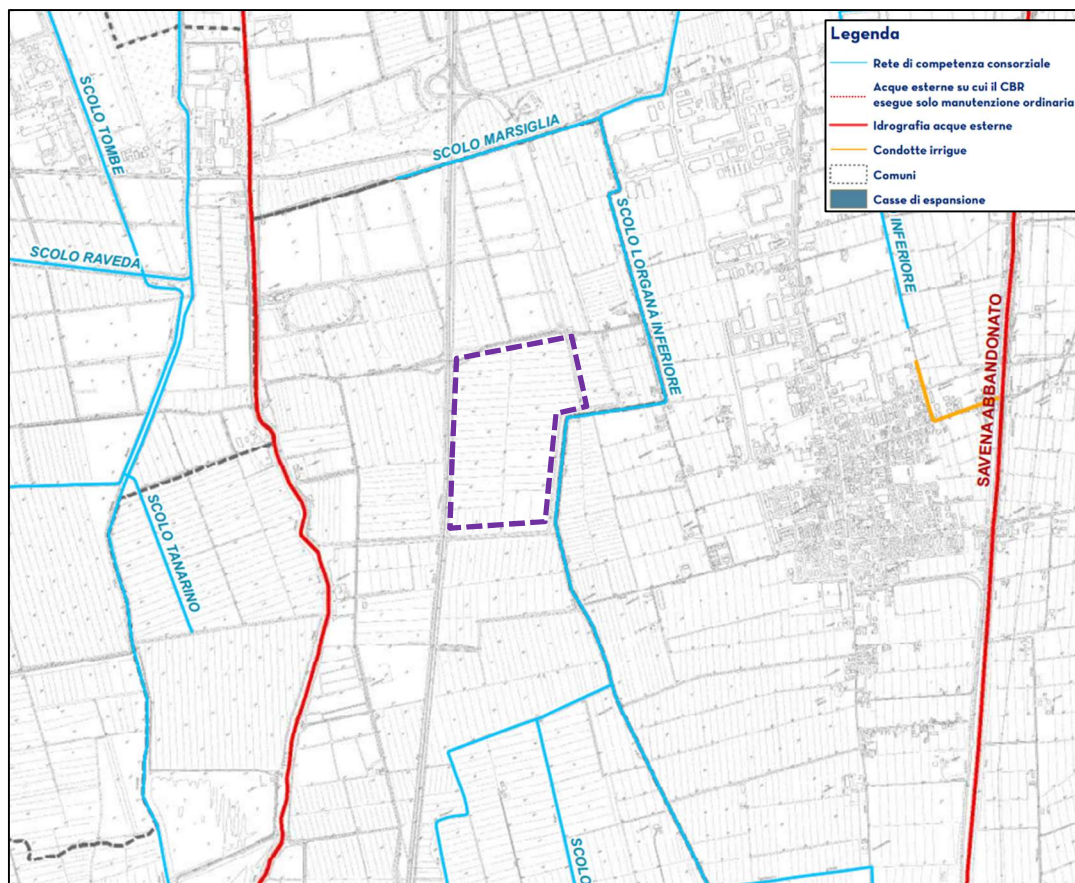 Legenda
Rete di competenza consorziale
Acque esterne su cui il CBR
esegue solo manutenzione ordinaria
Idrografia acque esterne
Condotte irrigue
Comuni
Casse di espansione
SCOLO TOMBE
SCOLO MARSIGLIA
SCOLO RAVEDA
SCOLO LORGANA INFERIORE
INFERIORE
SAVENA ABBANDONATO
SCOLO TANARINO
SCOLO